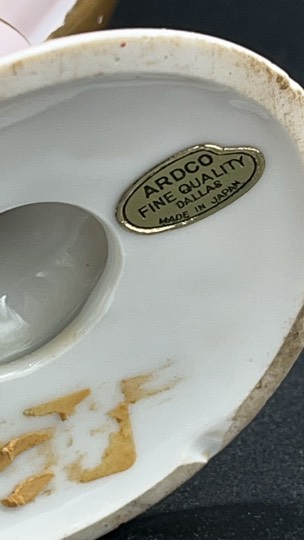 ARDCO
FINE QUALITY
DALLAS
MADE IN JAPAN